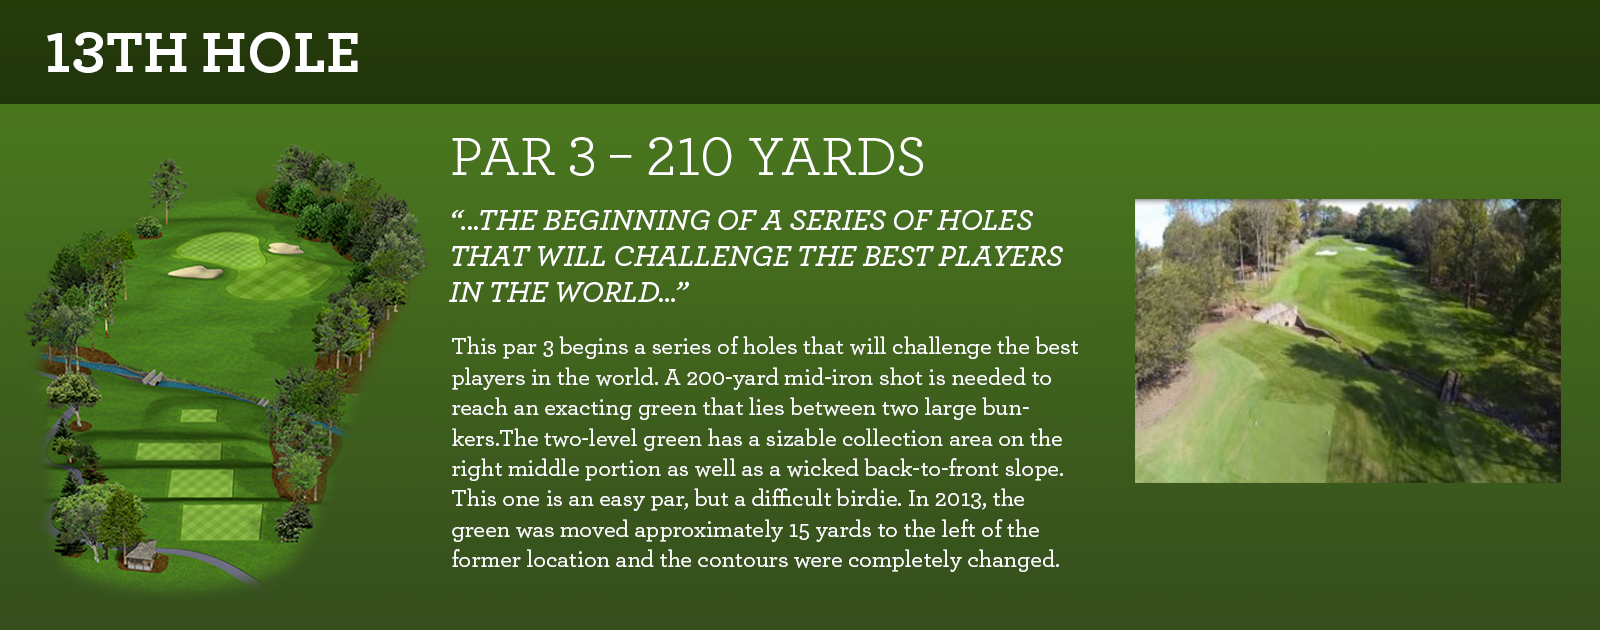 13TH HOLE
PAR 3 – 210 YARDS
“...THE BEGINNING OF A SERIES OF HOLES
THAT WILL CHALLENGE THE BEST PLAYERS
IN THE WORLD...”
This par 3 begins a series of holes that will challenge the best
players in the world. A 200-yard mid-iron shot is needed to
reach an exacting green that lies between two large bun-
kers.The two-level green has a sizable collection area on the
right middle portion as well as a wicked back-to-front slope.
This one is an easy par, but a difficult birdie. In 2013, the
green was moved approximately 15 yards to the left of the
former location and the contours were completely changed.